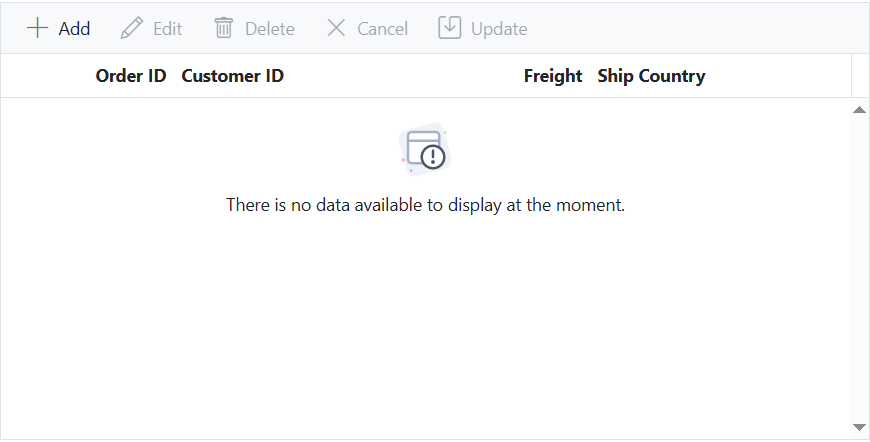 Add Edit Delete Cancel Update
Order ID Customer ID Freight Ship Country
There is no data available to display at the moment.